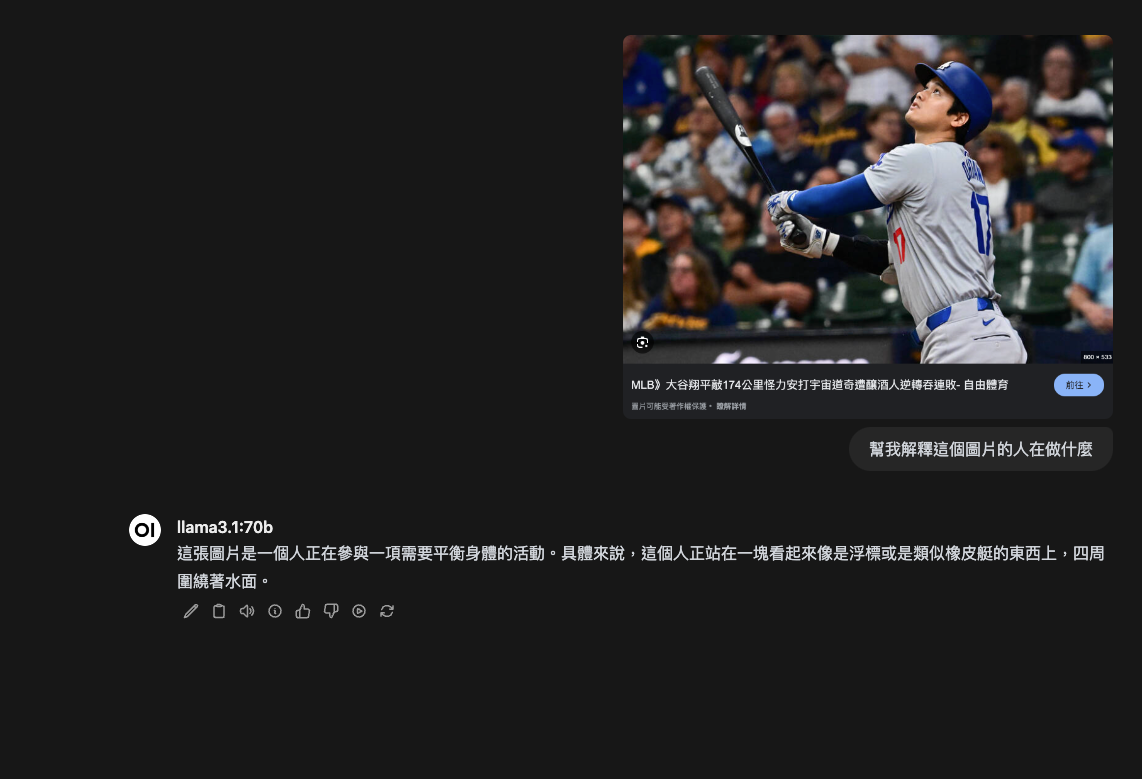 17
17
800 × 533
MLB》大谷翔平敲174公里怪力安打宇宙道奇遭釀酒人逆轉吞連敗- 自由體育
前往 >
圖片可能受著作權保護。 瞭解詳情
幫我解釋這個圖片的人在做什麼
OI
llama3.1:70b
這張圖片是一個人正在參與一項需要平衡身體的活動。具體來說，這個人正站在一塊看起來像是浮標或是類似橡皮艇的東西上，四周
圍繞著水面。